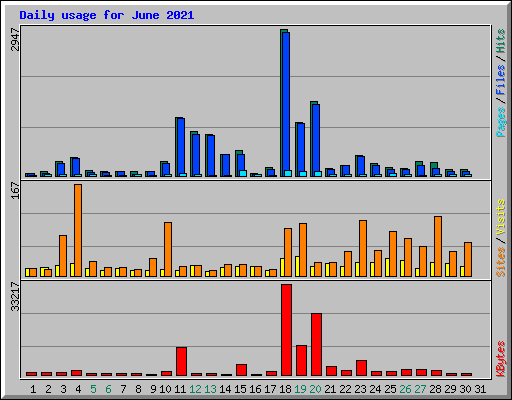 Daily usage for June 2021
2947
Pages / Files / Hits
167
Sites / Visits
33217
KBytes
1 2 3 4 5 6 7 8 9 10 11 12 13 14 15 16 17 18 19 20 21 22 23 24 25 26 27 28 29 30 31